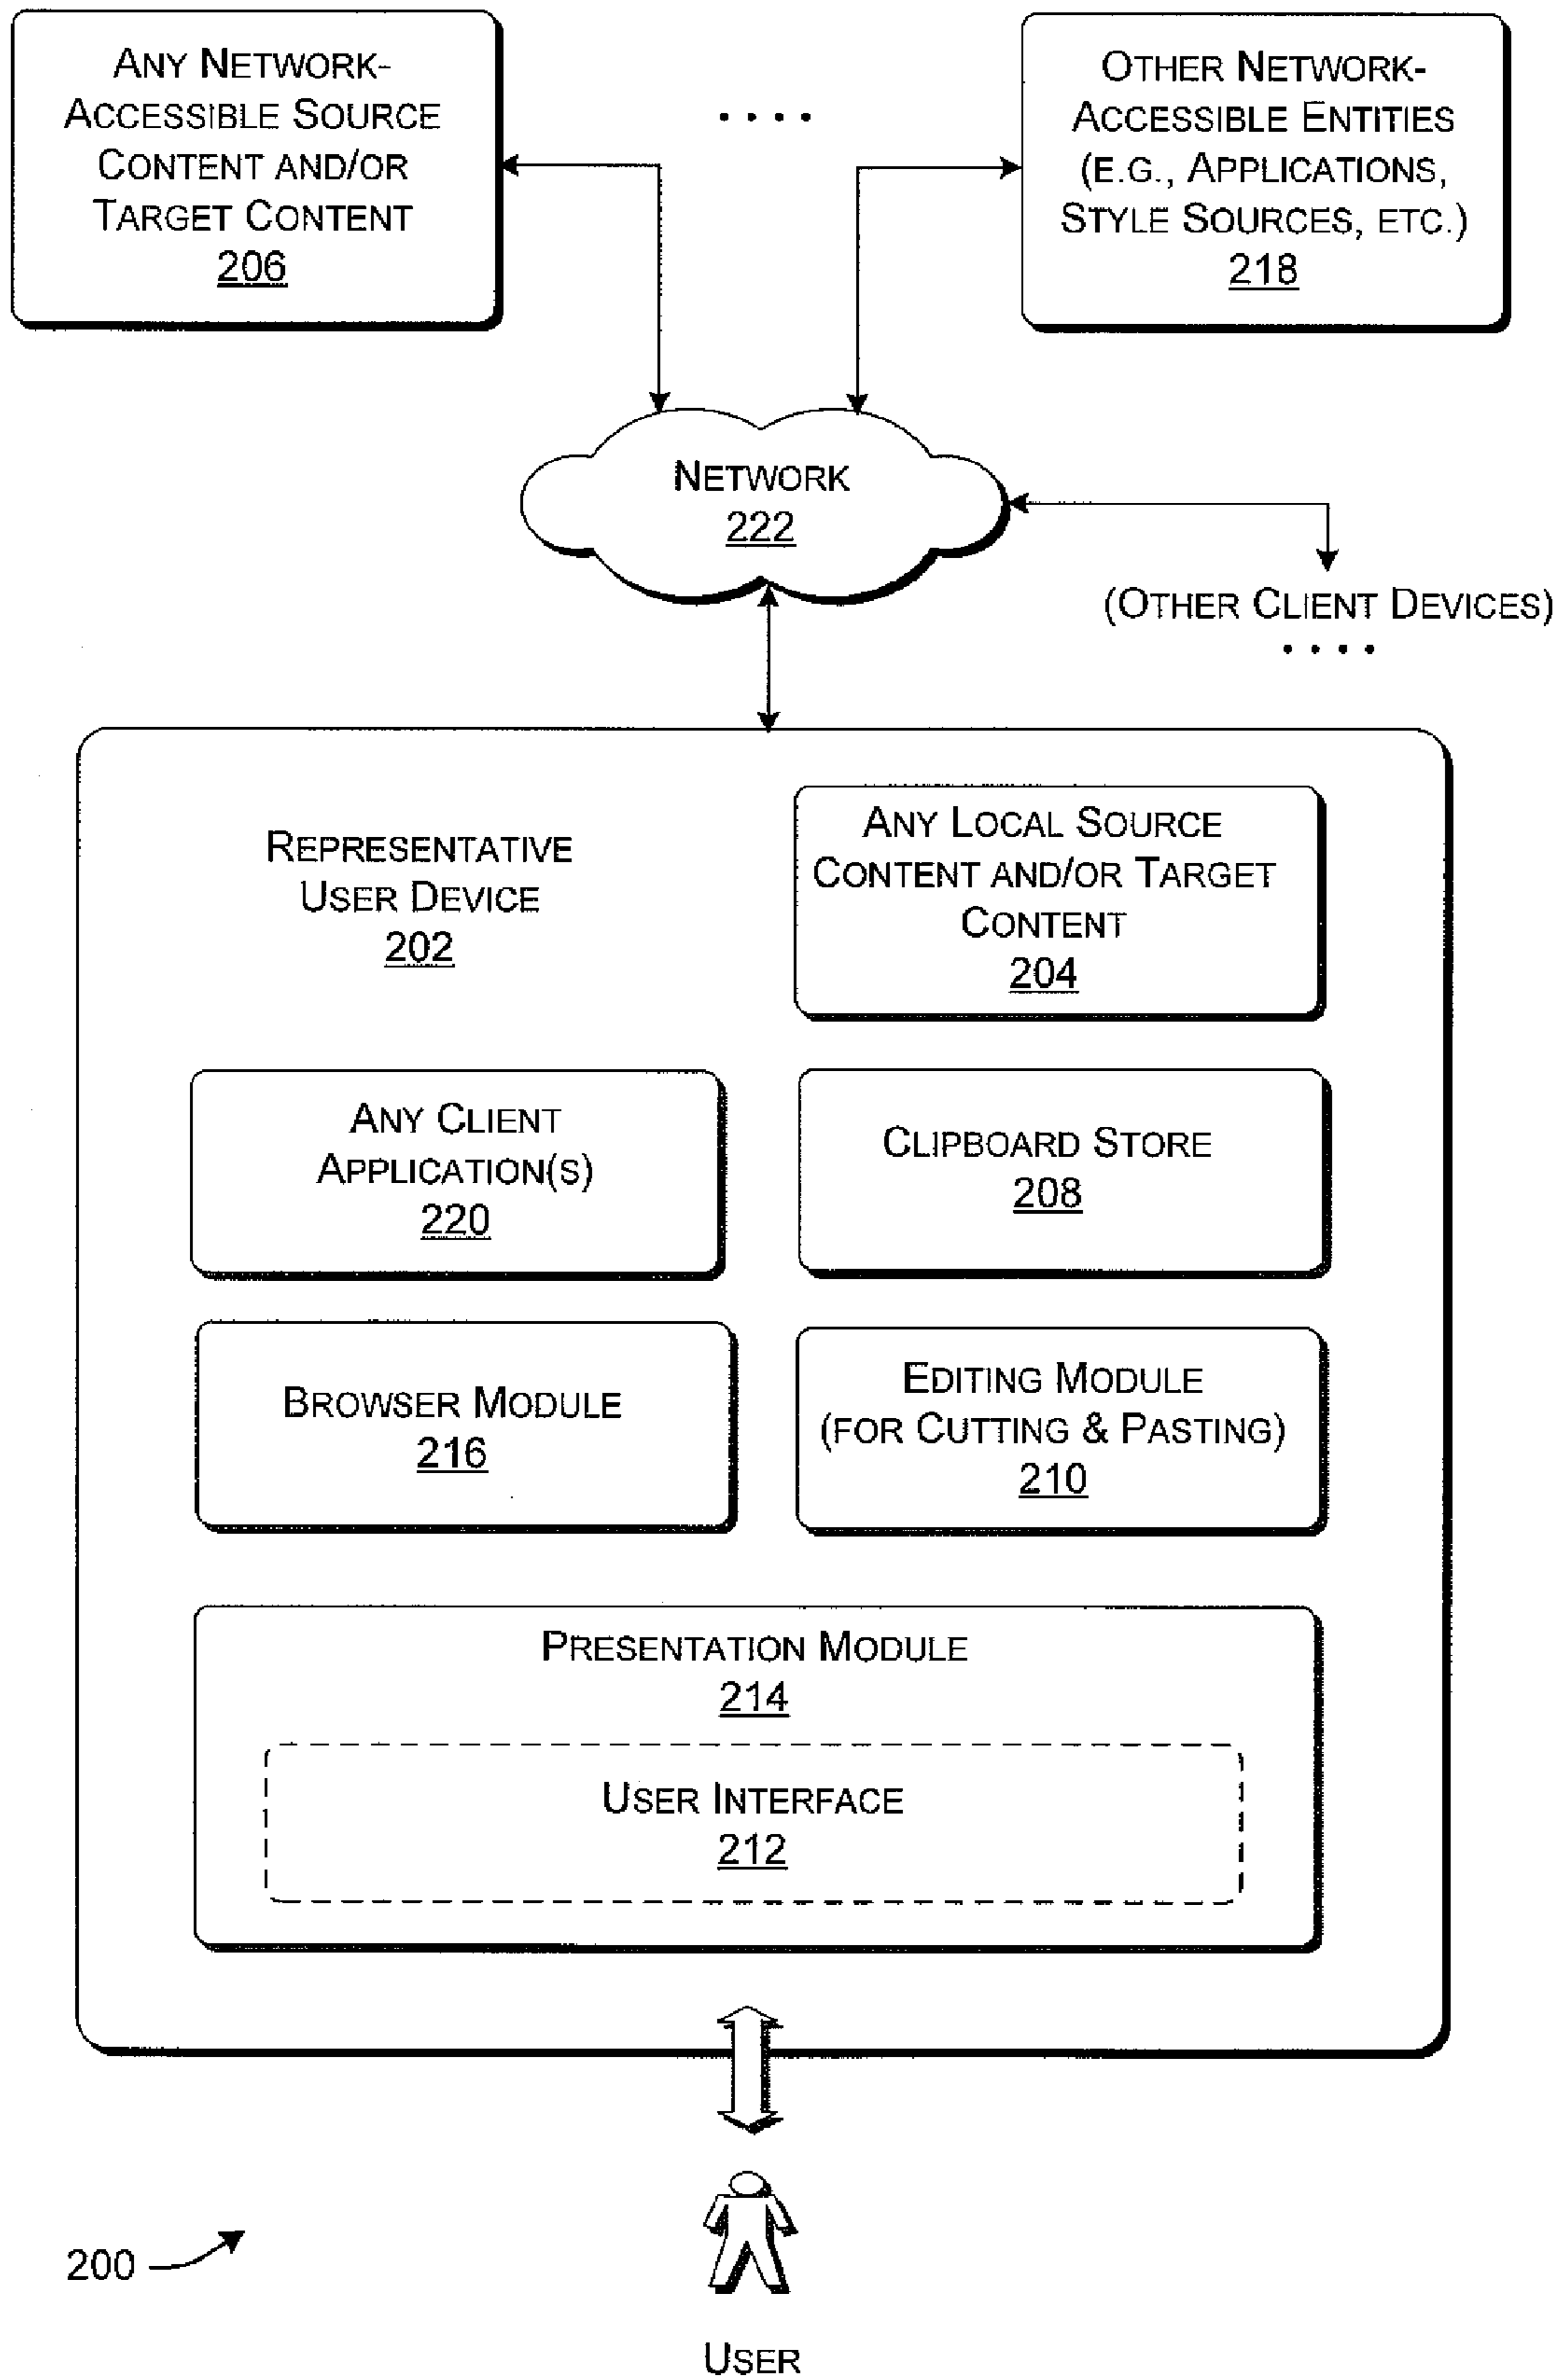 ANY NETWORK-
ACCESSIBLE SOURCE
CONTENT AND/OR
TARGET CONTENT
206
OTHER NETWORK-
ACCESSIBLE ENTITIES
(E.G., APPLICATIONS,
STYLE SOURCES, ETC.)
218
NETWORK
222
(OTHER CLIENT DEVICES)
REPRESENTATIVE
USER DEVICE
202
ANY LOCAL SOURCE
CONTENT AND/OR TARGET
CONTENT
204
ANY CLIENT
APPLICATION(S)
220
CLIPBOARD STORE
208
BROWSER MODULE
216
EDITING MODULE
(FOR CUTTING & PASTING)
210
PRESENTATION MODULE
214
USER INTERFACE
212
200
USER